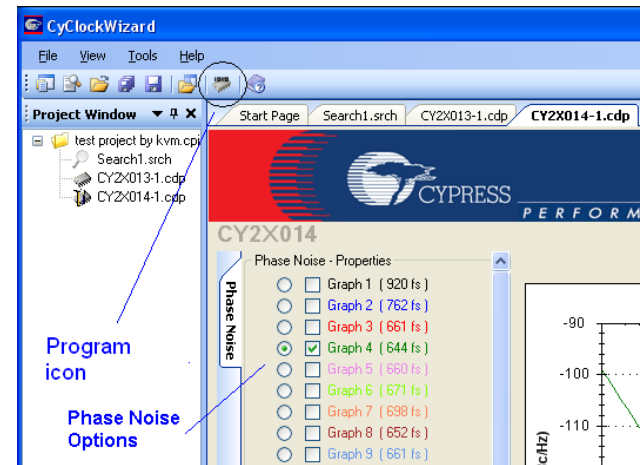 CyClockWizard
File View Tools Help
Project Window
Start Page Search1.srch CY2X013-1.cdp CY2X014-1.cdp
test project by kvm.cpj
Search1.srch
CY2X013-1.cdp
CY2X014-1.cdp
CYPRESS
PERFORM
CY2X014
Phase Noise
Phase Noise - Properties
Graph 1 ( 920 fs )
Graph 2 ( 762 fs )
Graph 3 ( 661 fs )
Graph 4 ( 644 fs )
Graph 5 ( 660 fs )
Graph 6 ( 671 fs )
Graph 7 ( 698 fs )
Graph 8 ( 652 fs )
Graph 9 ( 661 fs )
-90
-100
-110
c/Hz)
Program
icon
Phase Noise
Options